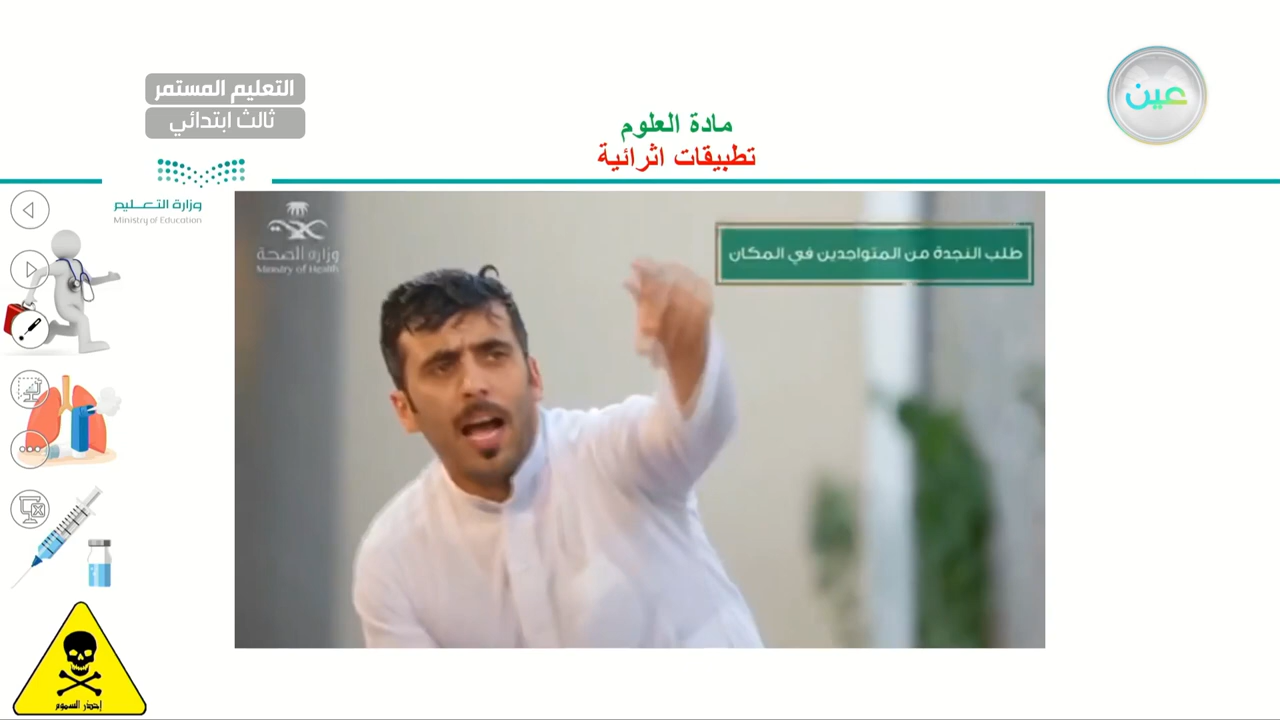 التعليم المستمر
ثالث ابتدائي
عين
مادة العلوم
تطبيقات اثرائية
وزارة التعـــليم
Ministry of Education
وزارة الصحة
Ministry of Health
طلب النجدة من المتواجدين في المكان
إحذر السموم